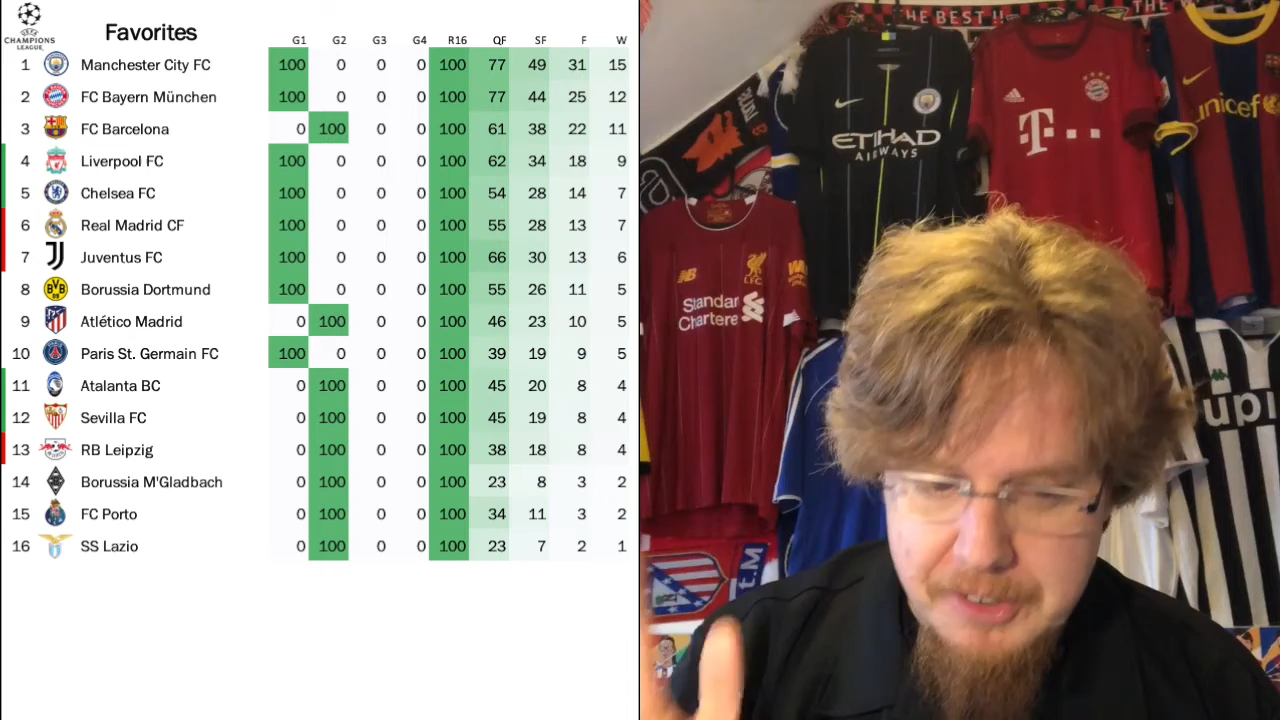 UEFA
CHAMPIONS
LEAGUE
Favorites
G1 G2 G3 G4 R16 QF SF F W
1 Manchester City FC 100 0 0 0 100 77 49 31 15
2 FC Bayern München 100 0 0 0 100 77 44 25 12
3 FC Barcelona 0 100 0 0 100 61 38 22 11
4 Liverpool FC 100 0 0 0 100 62 34 18 9
5 Chelsea FC 100 0 0 0 100 54 28 14 7
6 Real Madrid CF 100 0 0 0 100 55 28 13 7
7 Juventus FC 100 0 0 0 100 66 30 13 6
8 Borussia Dortmund 100 0 0 0 100 55 26 11 5
9 Atlético Madrid 0 100 0 0 100 46 23 10 5
10 Paris St. Germain FC 100 0 0 0 100 39 19 9 5
11 Atalanta BC 0 100 0 0 100 45 20 8 4
12 Sevilla FC 0 100 0 0 100 45 19 8 4
13 RB Leipzig 0 100 0 0 100 38 18 8 4
14 Borussia M'Gladbach 0 100 0 0 100 23 8 3 2
15 FC Porto 0 100 0 0 100 34 11 3 2
16 SS Lazio 0 100 0 0 100 23 7 2 1
THE BEST !!
THE
ETIHAD
AIRWAYS
T
unicef
NB
LFC
Standar
Chartere
upi
t.M